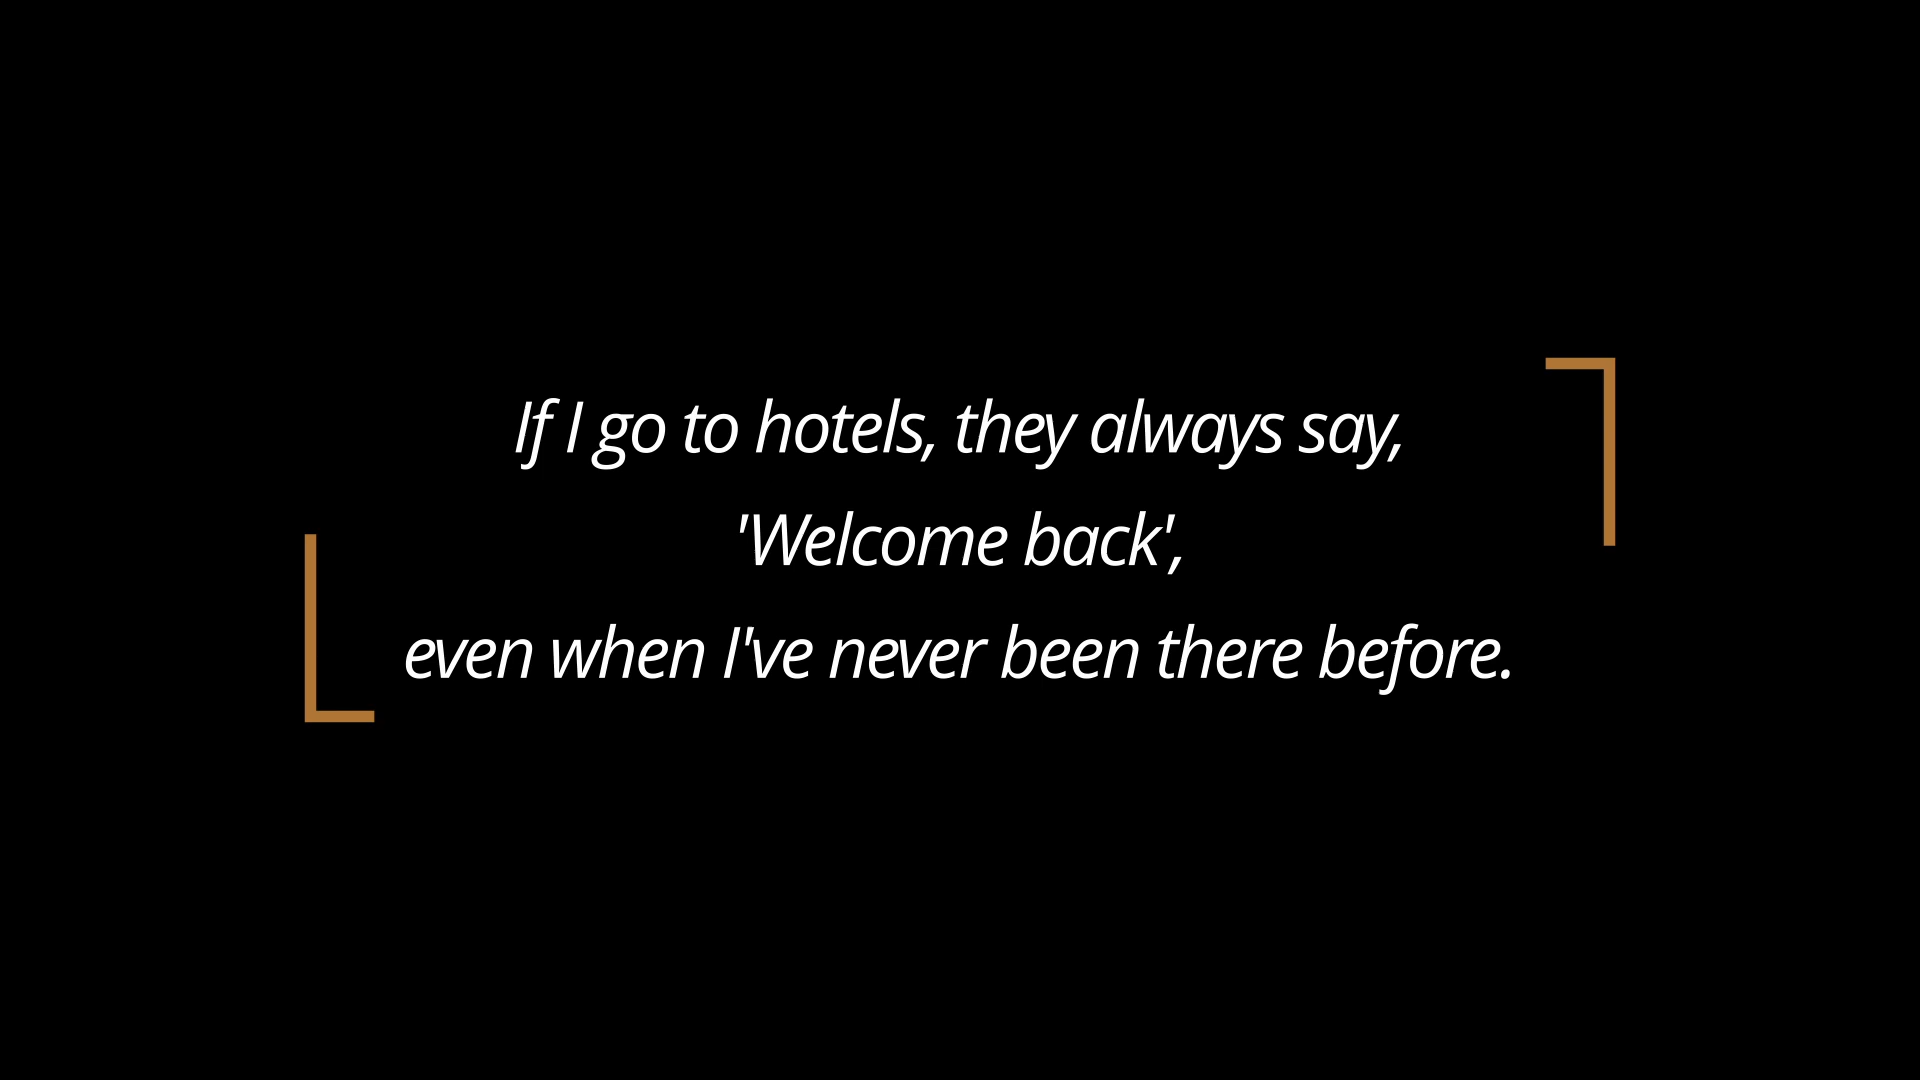 If I go to hotels, they always say,
'Welcome back',
even when I've never been there before.